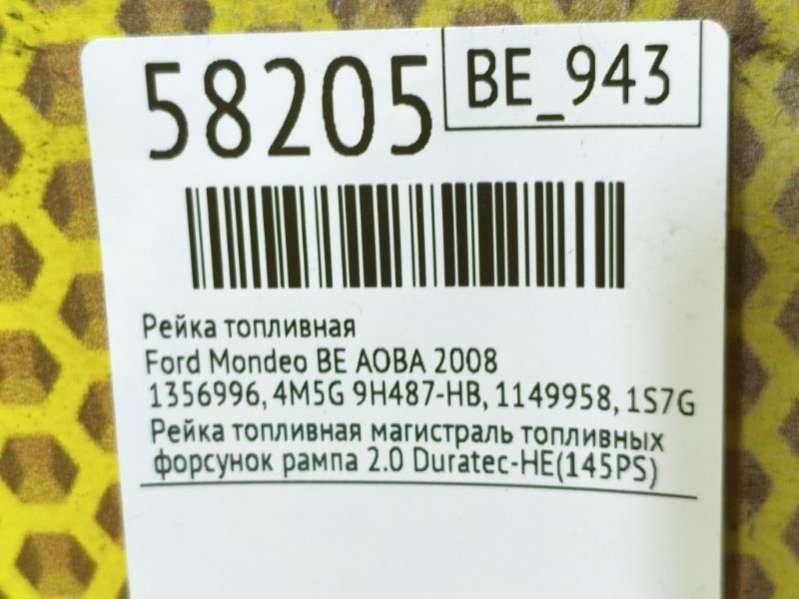 58205 BE_943
Рейка топливная
Ford Mondeo BE AOBA 2008
1356996, 4M5G 9H487-HB, 1149958, 1S7G
Рейка топливная магистраль топливных
форсунок рампа 2.0 Duratec-HE(145PS)